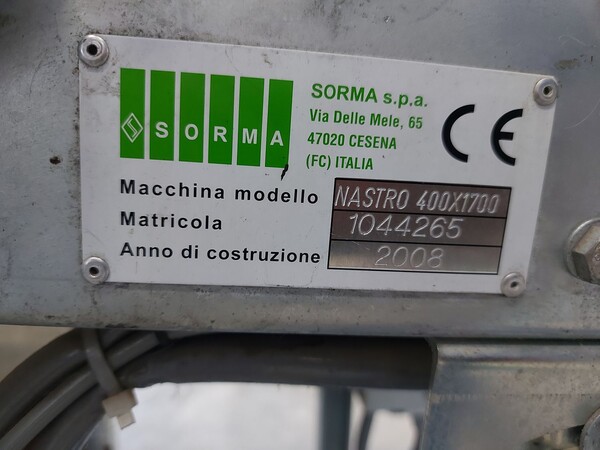 SORMA
SORMA s.p.a.
Via Delle Mele, 65
47020 CESENA
(FC) ITALIA
CE
Macchina modello NASTRO 400X1700
Matricola 1044265
Anno di costruzione 2008